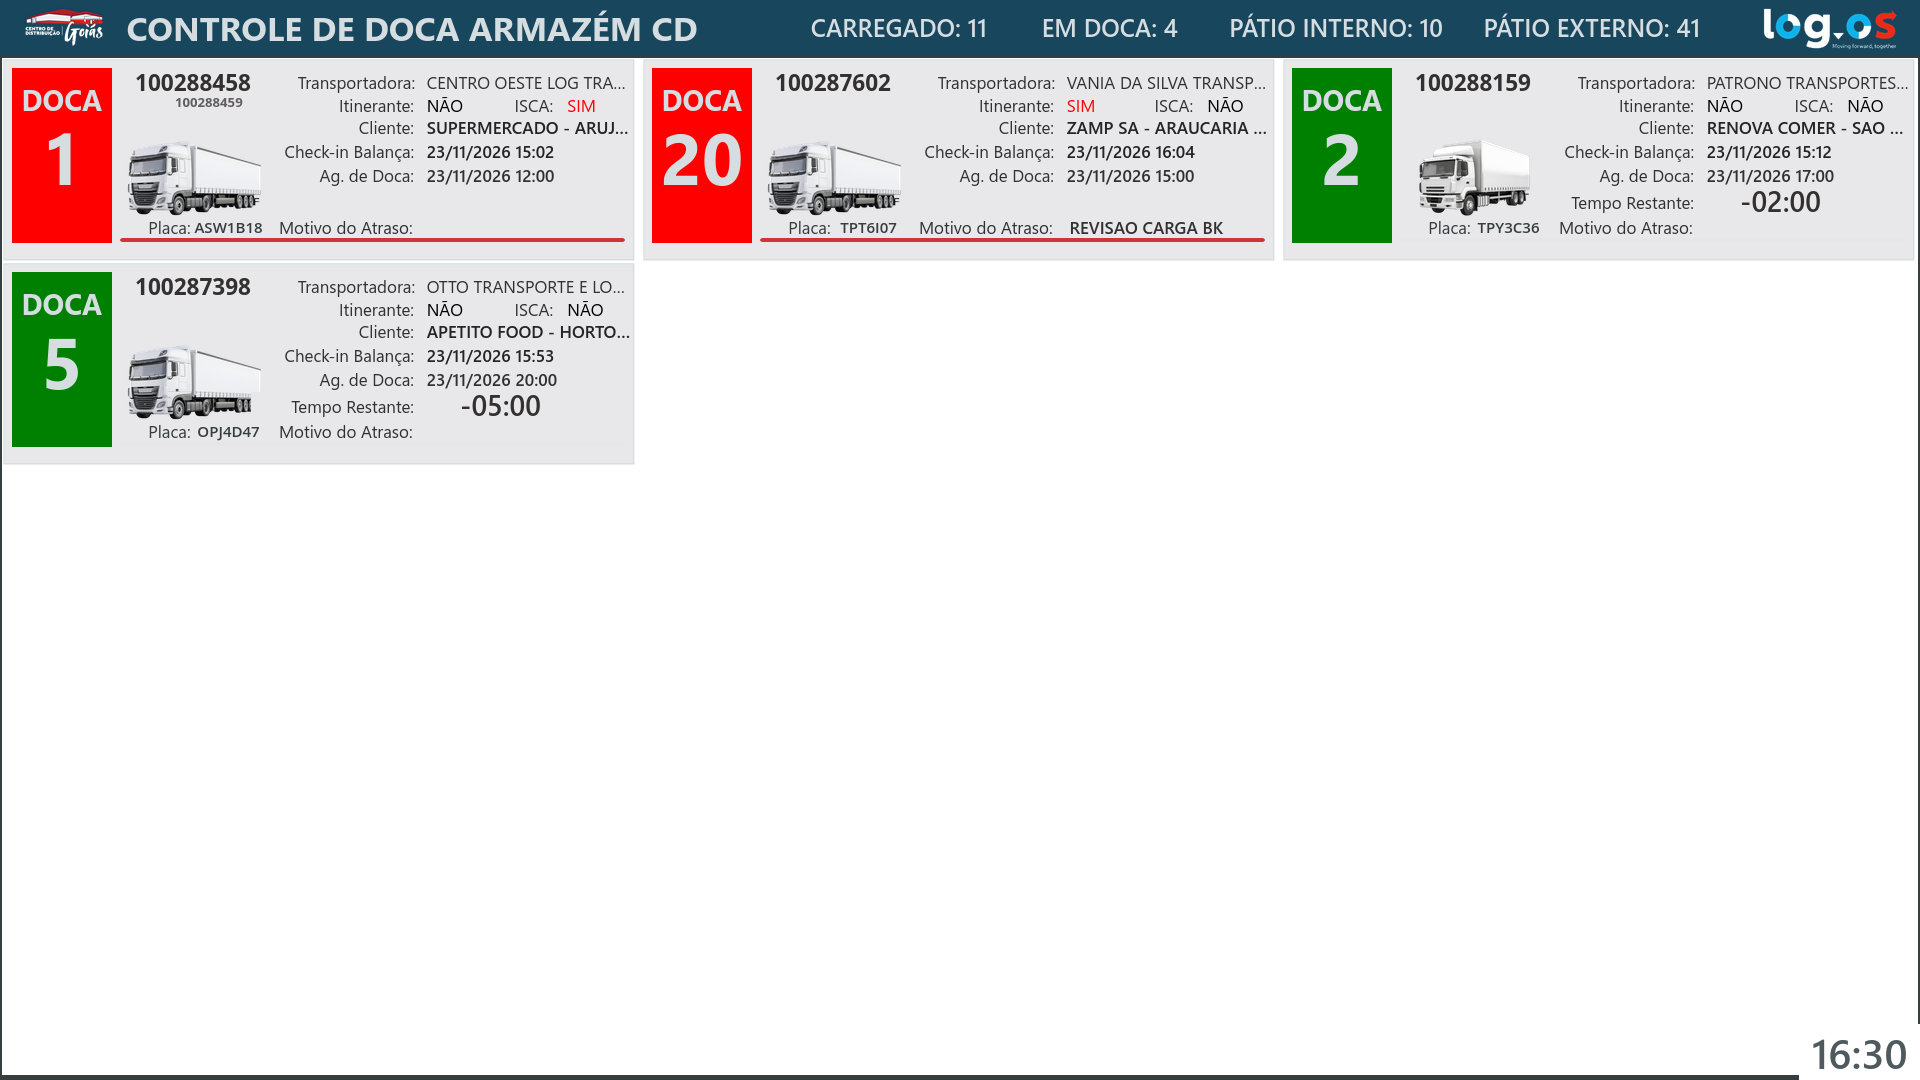 CENTRO DE DISTRIBUIÇÃO Goiás
CONTROLE DE DOCA ARMAZÉM CD
CARREGADO: 11
EM DOCA: 4
PÁTIO INTERNO: 10
PÁTIO EXTERNO: 41
log.os
Moving forward, together
DOCA
1
100288458
100288459
Transportadora: CENTRO OESTE LOG TRA...
Itinerante: NÃO ISCA: SIM
Cliente: SUPERMERCADO - ARUJ...
Check-in Balança: 23/11/2026 15:02
Ag. de Doca: 23/11/2026 12:00
Placa: ASW1B18 Motivo do Atraso:
DOCA
20
100287602
Transportadora: VANIA DA SILVA TRANSP...
Itinerante: SIM ISCA: NÃO
Cliente: ZAMP SA - ARAUCARIA ...
Check-in Balança: 23/11/2026 16:04
Ag. de Doca: 23/11/2026 15:00
Placa: TPT6I07 Motivo do Atraso: REVISAO CARGA BK
DOCA
2
100288159
Transportadora: PATRONO TRANSPORTES...
Itinerante: NÃO ISCA: NÃO
Cliente: RENOVA COMER - SAO ...
Check-in Balança: 23/11/2026 15:12
Ag. de Doca: 23/11/2026 17:00
Tempo Restante: -02:00
Placa: TPY3C36 Motivo do Atraso:
DOCA
5
100287398
Transportadora: OTTO TRANSPORTE E LO...
Itinerante: NÃO ISCA: NÃO
Cliente: APETITO FOOD - HORTO...
Check-in Balança: 23/11/2026 15:53
Ag. de Doca: 23/11/2026 20:00
Tempo Restante: -05:00
Placa: OPJ4D47 Motivo do Atraso:
16:30